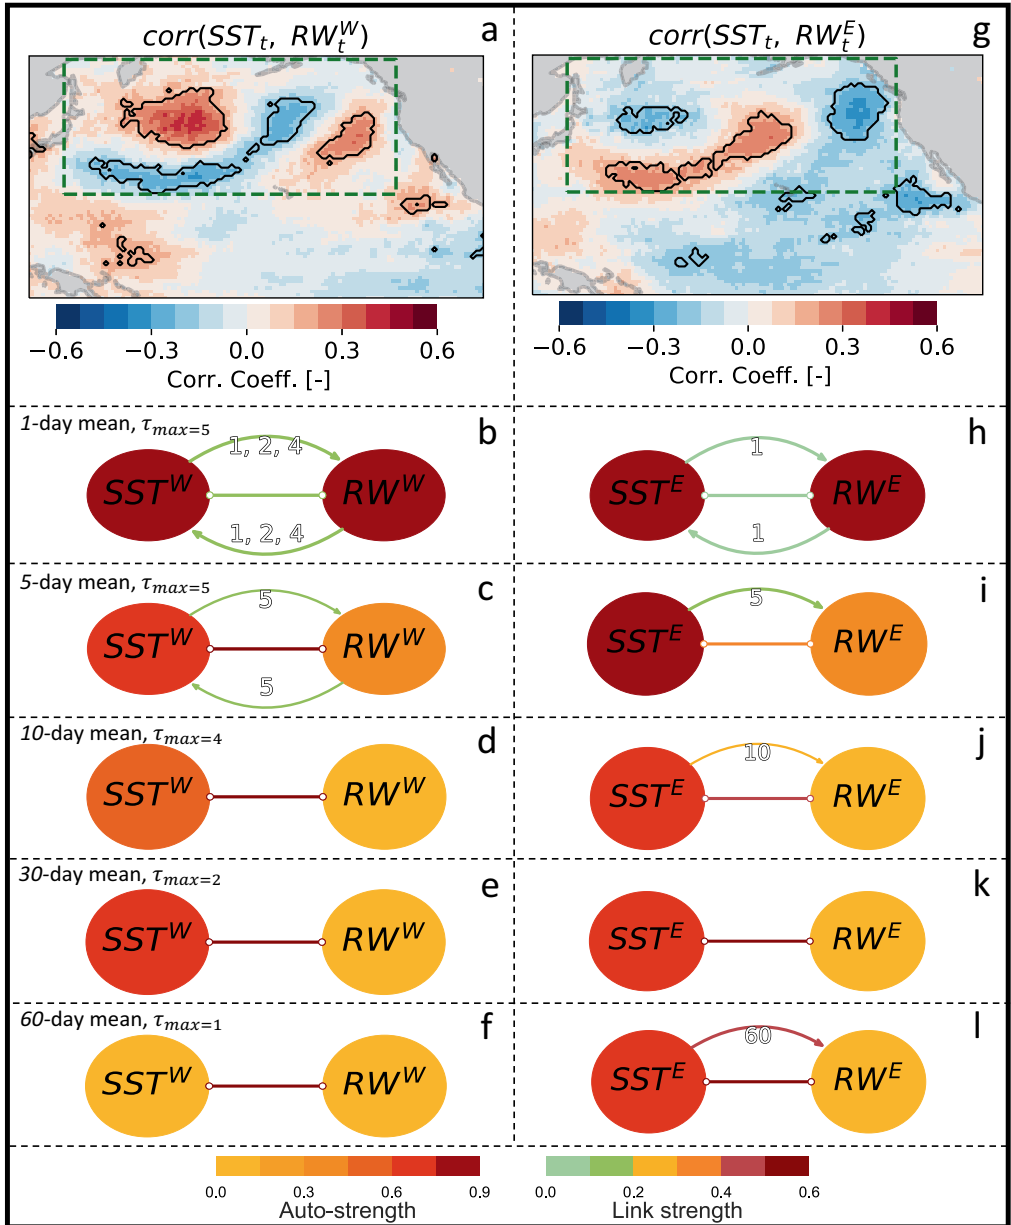 corr(SST_t, RW_t^W) a
−0.6 −0.3 0.0 0.3 0.6
Corr. Coeff. [-]
corr(SST_t, RW_t^E) g
−0.6 −0.3 0.0 0.3 0.6
Corr. Coeff. [-]
1-day mean, τ_max=5 b
1, 2, 4
SST^W RW^W
1, 2, 4
h
1
SST^E RW^E
1
5-day mean, τ_max=5 c
5
SST^W RW^W
5
i
5
SST^E RW^E
10-day mean, τ_max=4 d
SST^W RW^W
j
10
SST^E RW^E
30-day mean, τ_max=2 e
SST^W RW^W
k
SST^E RW^E
60-day mean, τ_max=1 f
SST^W RW^W
l
60
SST^E RW^E
0.0 0.3 0.6 0.9
Auto-strength
0.0 0.2 0.4 0.6
Link strength